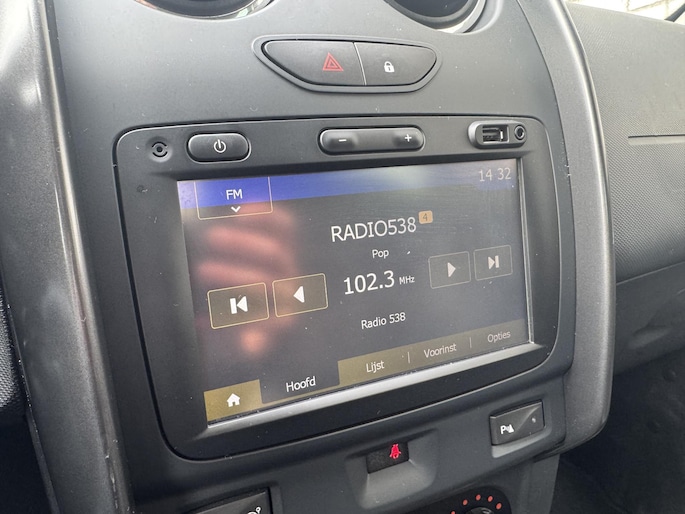 FM
14 32
RADIO538 4
Pop
102.3 MHz
Radio 538
Hoofd
Lijst
Voorinst
Opties